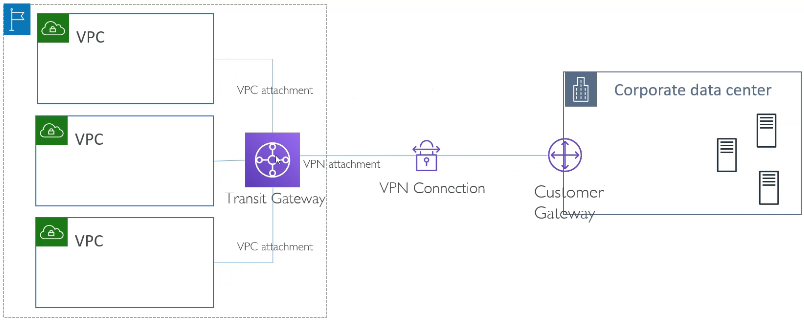 VPC
VPC attachment
VPC
VPN attachment
Transit Gateway
VPC
VPC attachment
VPN Connection
Corporate data center
Customer
Gateway